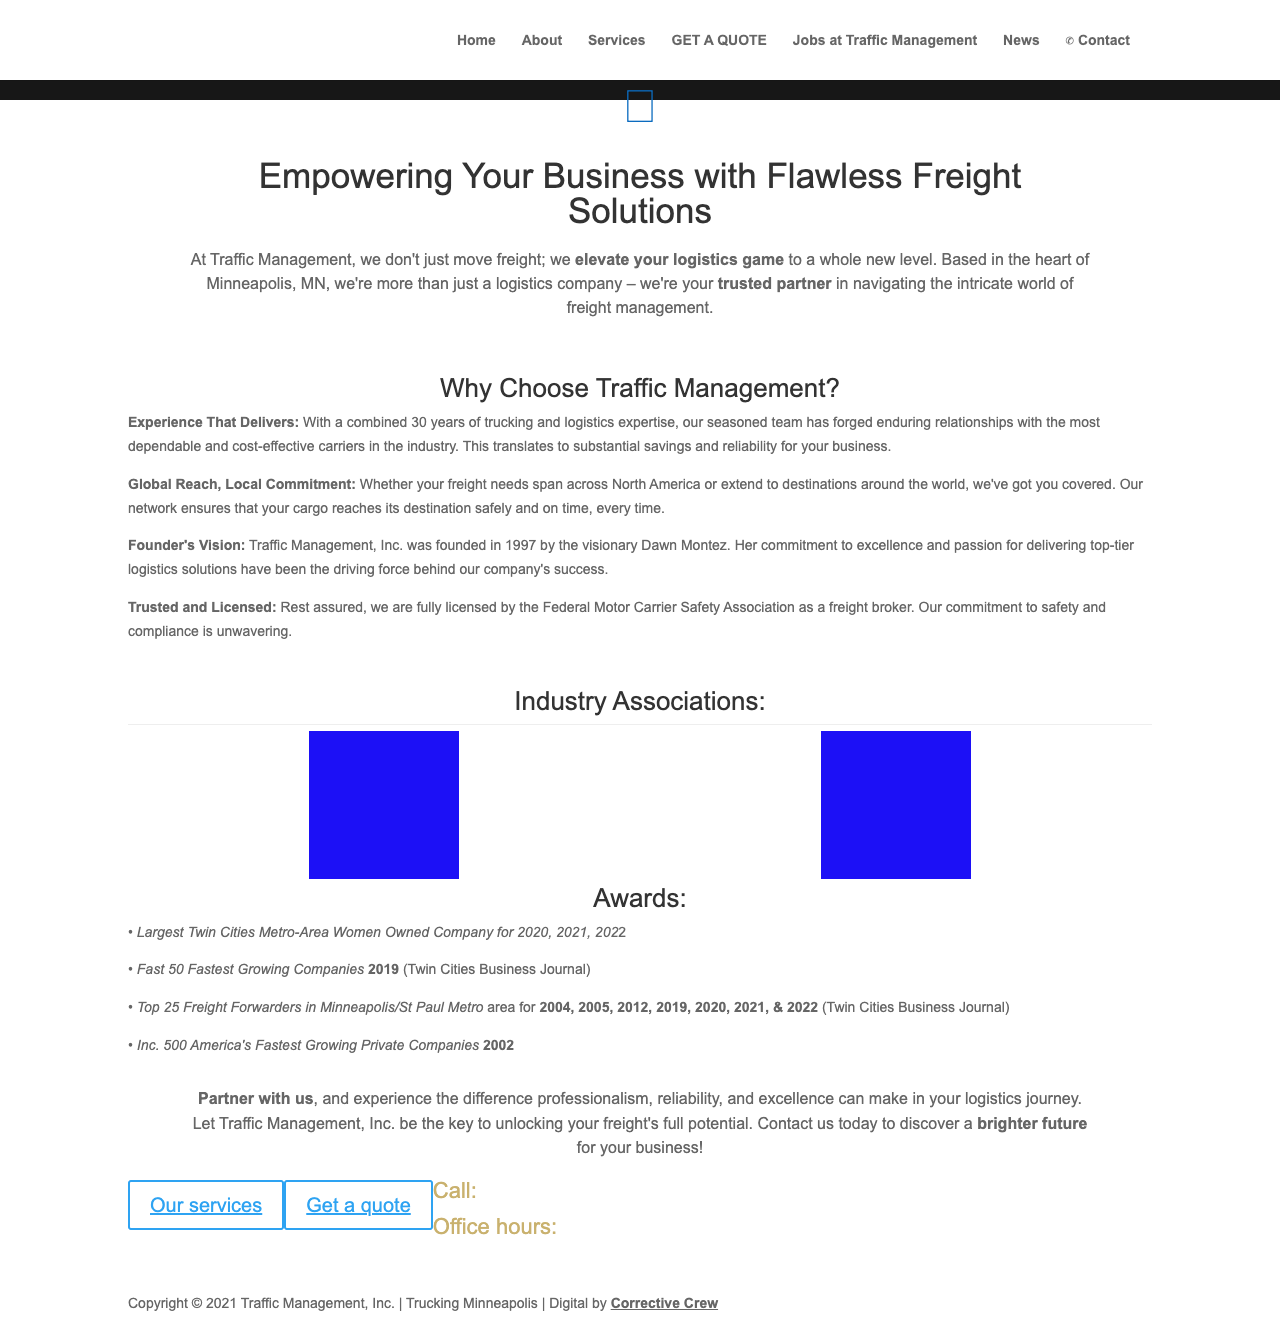 Home About Services GET A QUOTE Jobs at Traffic Management News ✆ Contact
Empowering Your Business with Flawless Freight
Solutions
At Traffic Management, we don't just move freight; we elevate your logistics game to a whole new level. Based in the heart of
Minneapolis, MN, we're more than just a logistics company – we're your trusted partner in navigating the intricate world of
freight management.
Why Choose Traffic Management?
Experience That Delivers: With a combined 30 years of trucking and logistics expertise, our seasoned team has forged enduring relationships with the most
dependable and cost-effective carriers in the industry. This translates to substantial savings and reliability for your business.
Global Reach, Local Commitment: Whether your freight needs span across North America or extend to destinations around the world, we've got you covered. Our
network ensures that your cargo reaches its destination safely and on time, every time.
Founder's Vision: Traffic Management, Inc. was founded in 1997 by the visionary Dawn Montez. Her commitment to excellence and passion for delivering top-tier
logistics solutions have been the driving force behind our company's success.
Trusted and Licensed: Rest assured, we are fully licensed by the Federal Motor Carrier Safety Association as a freight broker. Our commitment to safety and
compliance is unwavering.
Industry Associations:
Awards:
• Largest Twin Cities Metro-Area Women Owned Company for 2020, 2021, 2022
• Fast 50 Fastest Growing Companies 2019 (Twin Cities Business Journal)
• Top 25 Freight Forwarders in Minneapolis/St Paul Metro area for 2004, 2005, 2012, 2019, 2020, 2021, & 2022 (Twin Cities Business Journal)
• Inc. 500 America's Fastest Growing Private Companies 2002
Partner with us, and experience the difference professionalism, reliability, and excellence can make in your logistics journey.
Let Traffic Management, Inc. be the key to unlocking your freight's full potential. Contact us today to discover a brighter future
for your business!
Our services Get a quote Call:
Office hours:
Copyright © 2021 Traffic Management, Inc. | Trucking Minneapolis | Digital by Corrective Crew